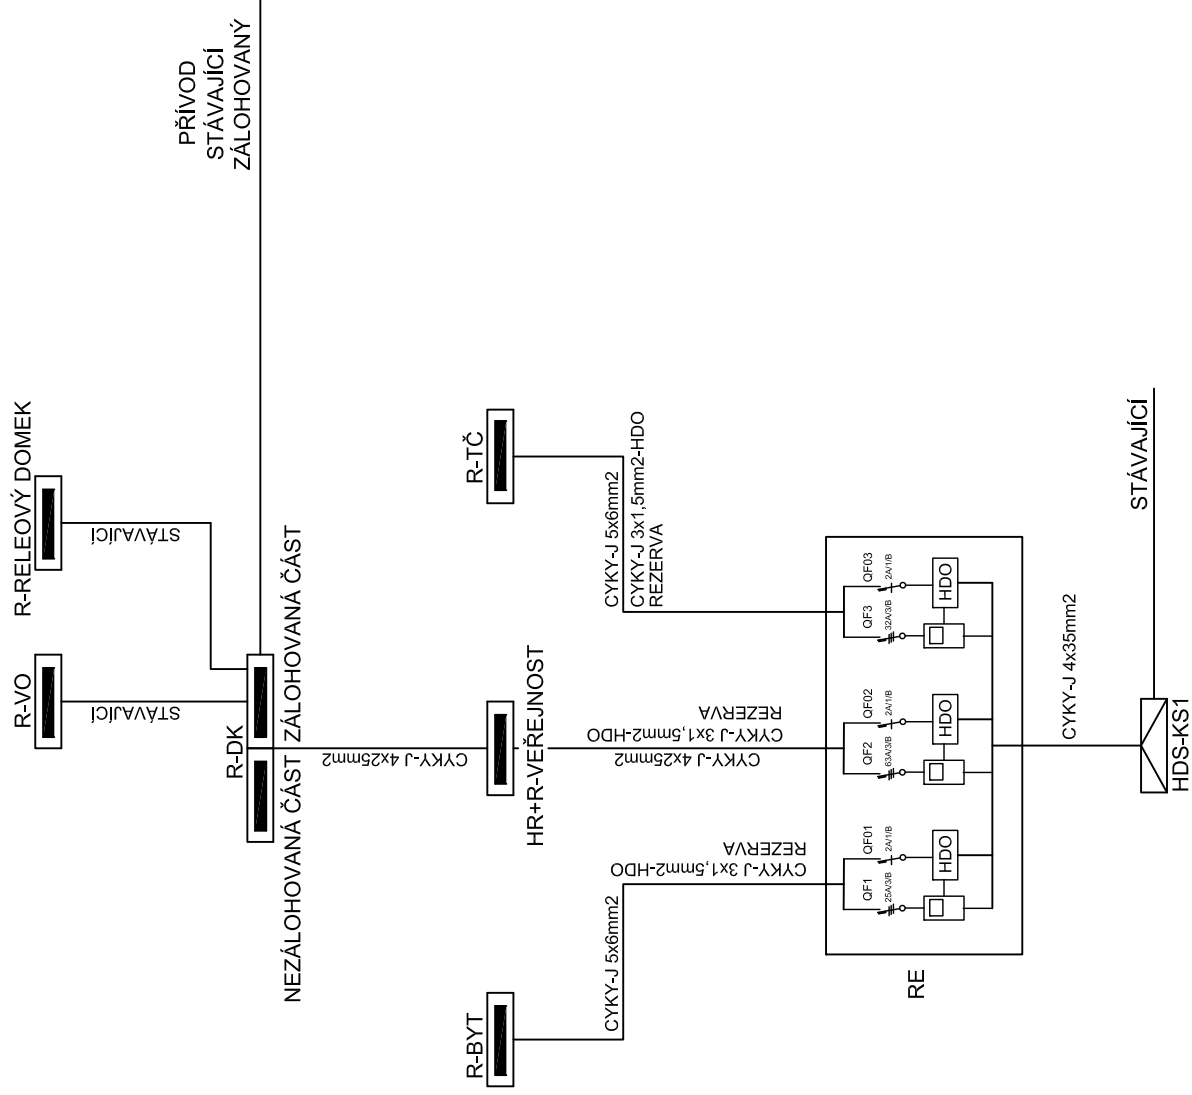 PŘÍVOD
STÁVAJÍCÍ
ZÁLOHOVANÝ
R-RELEOVÝ DOMEK
STÁVAJÍCÍ
R-VO
STÁVAJÍCÍ
R-DK
NEZÁLOHOVANÁ ČÁST
ZÁLOHOVANÁ ČÁST
CYKY-J 4x25mm2
R-TČ
CYKY-J 5x6mm2
CYKY-J 3x1,5mm2-HDO
REZERVA
HR+R-VEŘEJNOST
CYKY-J 4x25mm2
CYKY-J 3x1,5mm2-HDO
REZERVA
R-BYT
CYKY-J 5x6mm2
CYKY-J 3x1,5mm2-HDO
REZERVA
RE
QF1
25A/3/B
QF01
2A/1/B
HDO
QF2
63A/3/B
QF02
2A/1/B
HDO
QF3
32A/3/B
QF03
2A/1/B
HDO
CYKY-J 4x35mm2
HDS-KS1
STÁVAJÍCÍ